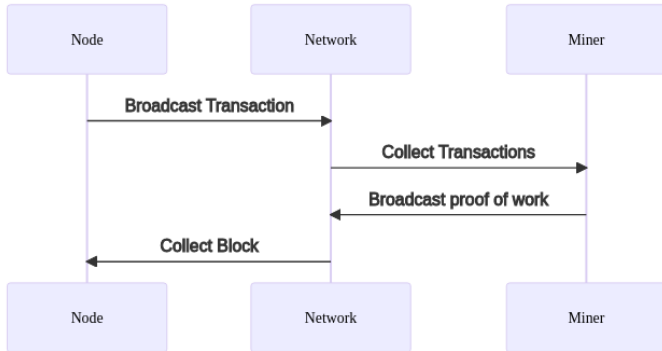 Node
Network
Miner
Broadcast Transaction
Collect Transactions
Broadcast proof of work
Collect Block
Node
Network
Miner